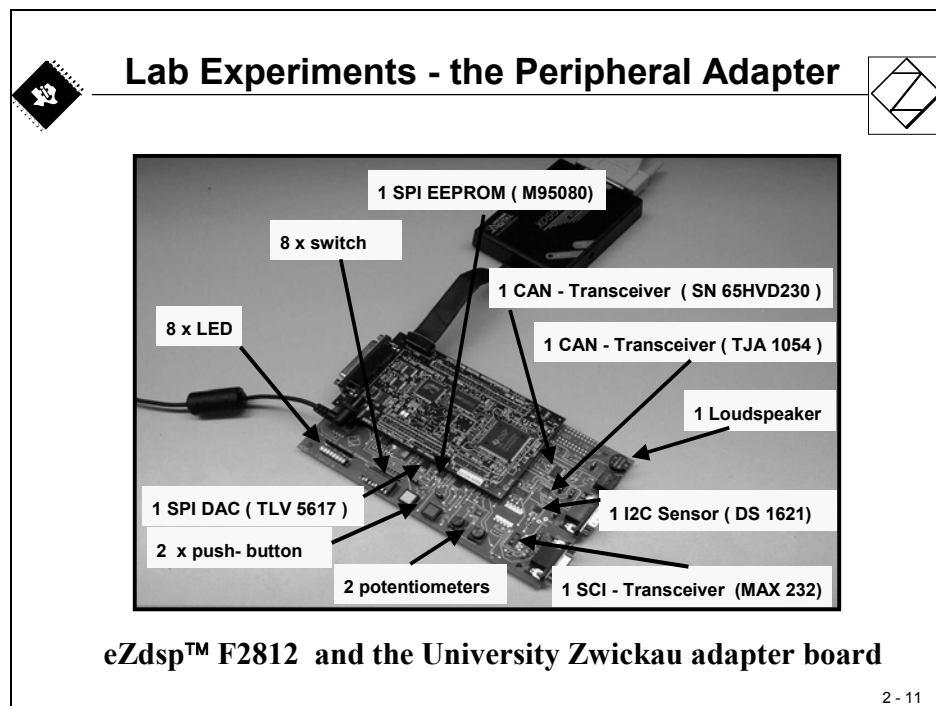 Lab Experiments - the Peripheral Adapter
1 SPI EEPROM ( M95080)
8 x switch
1 CAN - Transceiver ( SN 65HVD230 )
8 x LED
1 CAN - Transceiver ( TJA 1054 )
1 Loudspeaker
1 SPI DAC ( TLV 5617 )
1 I2C Sensor ( DS 1621)
2 x push- button
2 potentiometers
1 SCI - Transceiver (MAX 232)
eZdsp™ F2812 and the University Zwickau adapter board
2 - 11